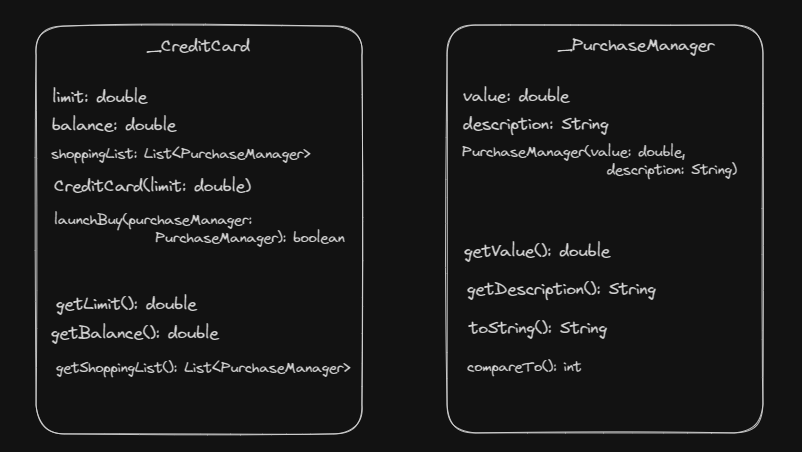 _CreditCard
limit: double
balance: double
shoppingList: List<PurchaseManager>
CreditCard(limit: double)
launchBuy(purchaseManager:
PurchaseManager): boolean
getLimit(): double
getBalance(): double
getShoppingList(): List<PurchaseManager>
_PurchaseManager
value: double
description: String
PurchaseManager(value: double,
description: String)
getValue(): double
getDescription(): String
toString(): String
compareTo(): int